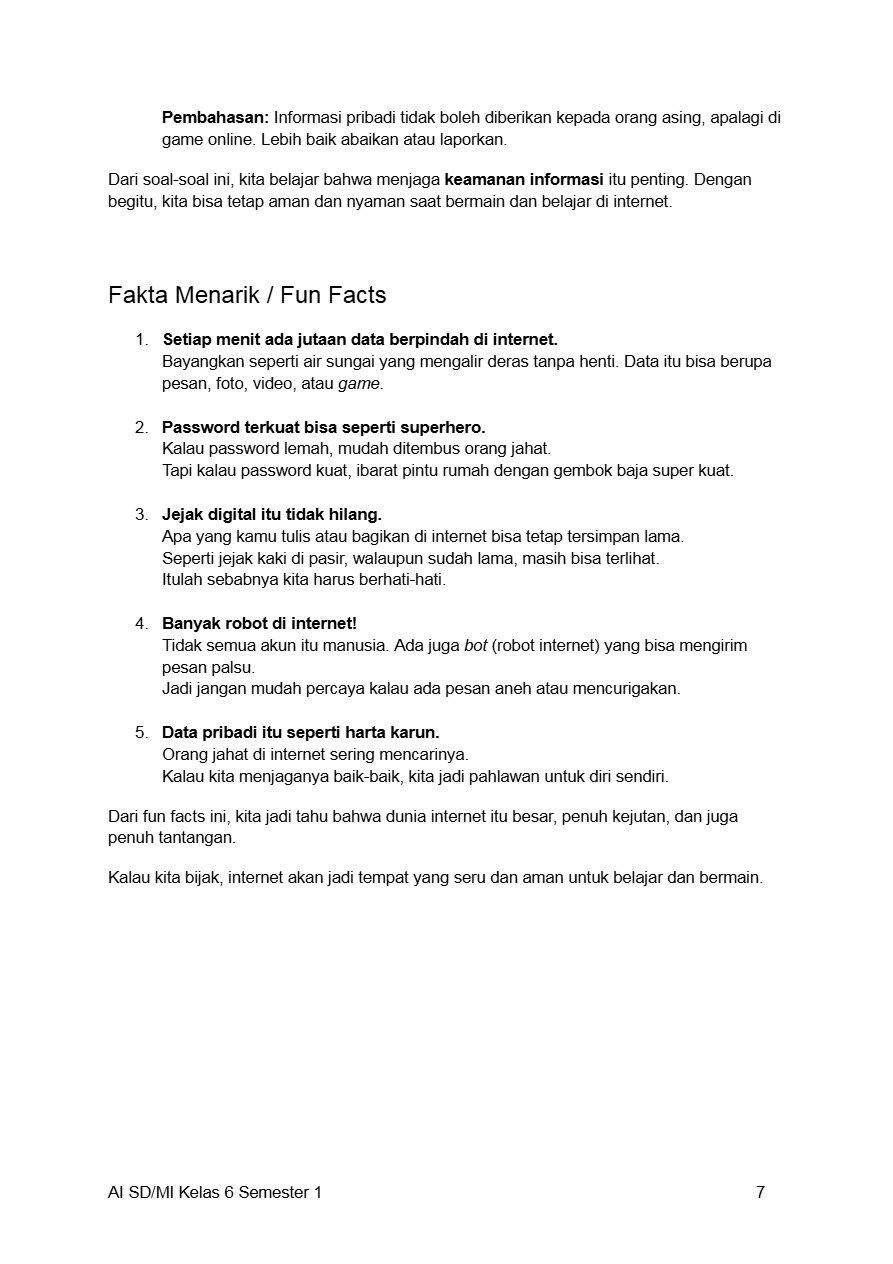 Pembahasan: Informasi pribadi tidak boleh diberikan kepada orang asing, apalagi di
game online. Lebih baik abaikan atau laporkan.
Dari soal-soal ini, kita belajar bahwa menjaga keamanan informasi itu penting. Dengan
begitu, kita bisa tetap aman dan nyaman saat bermain dan belajar di internet.
Fakta Menarik / Fun Facts
1. Setiap menit ada jutaan data berpindah di internet.
Bayangkan seperti air sungai yang mengalir deras tanpa henti. Data itu bisa berupa
pesan, foto, video, atau game.
2. Password terkuat bisa seperti superhero.
Kalau password lemah, mudah ditembus orang jahat.
Tapi kalau password kuat, ibarat pintu rumah dengan gembok baja super kuat.
3. Jejak digital itu tidak hilang.
Apa yang kamu tulis atau bagikan di internet bisa tetap tersimpan lama.
Seperti jejak kaki di pasir, walaupun sudah lama, masih bisa terlihat.
Itulah sebabnya kita harus berhati-hati.
4. Banyak robot di internet!
Tidak semua akun itu manusia. Ada juga bot (robot internet) yang bisa mengirim
pesan palsu.
Jadi jangan mudah percaya kalau ada pesan aneh atau mencurigakan.
5. Data pribadi itu seperti harta karun.
Orang jahat di internet sering mencarinya.
Kalau kita menjaganya baik-baik, kita jadi pahlawan untuk diri sendiri.
Dari fun facts ini, kita jadi tahu bahwa dunia internet itu besar, penuh kejutan, dan juga
penuh tantangan.
Kalau kita bijak, internet akan jadi tempat yang seru dan aman untuk belajar dan bermain.
AI SD/MI Kelas 6 Semester 1 7